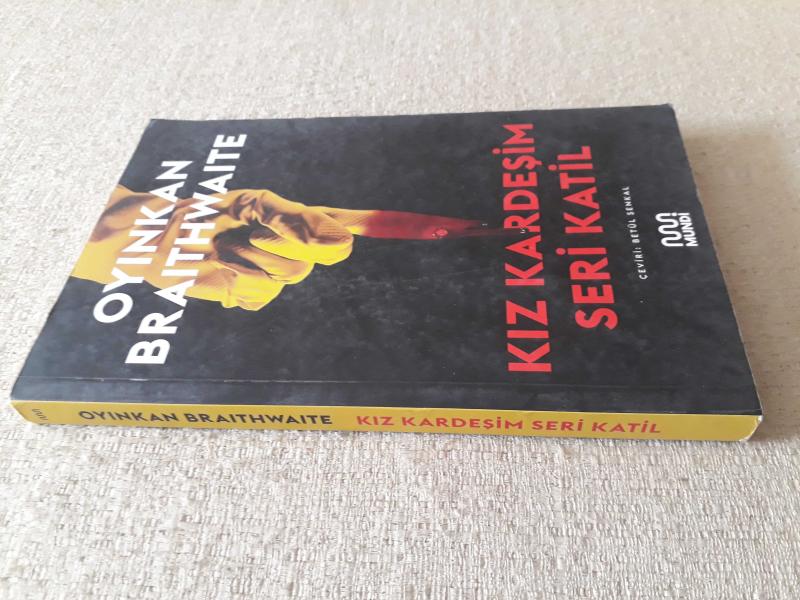 OYINKAN
BRAITHWAITE
KIZ KARDEŞİM
SERİ KATİL
ÇEVİRİ: BETÜL ŞENKAL
MUNDİ
OYINKAN BRAITHWAITE KIZ KARDEŞİM SERİ KATİL